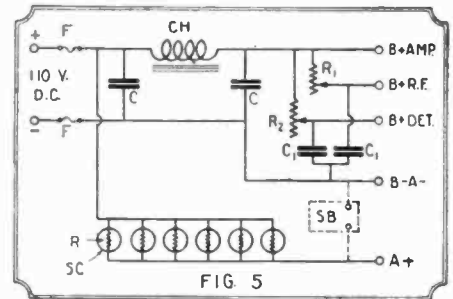 CH
+ F
B+AMP.
R1
B+R.F.
110 V.
D.C.
C
C
R2
B+DET.
C1
C1
- F
B-A-
SB
R
SC
A+
FIG. 5